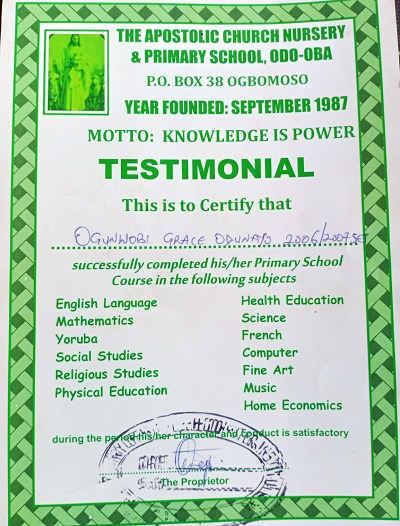 THE APOSTOLIC CHURCH NURSERY
& PRIMARY SCHOOL, ODO-OBA
P.O. BOX 38 OGBOMOSO
YEAR FOUNDED: SEPTEMBER 1987
MOTTO: KNOWLEDGE IS POWER
TESTIMONIAL
This is to Certify that
OGUNWOBI GRACE ODUNAYO 2006/2007 SET
successfully completed his/her Primary School
Course in the following subjects
English Language
Mathematics
Yoruba
Social Studies
Religious Studies
Physical Education
Health Education
Science
French
Computer
Fine Art
Music
Home Economics
during the period his/her character and conduct is satisfactory
The Proprietor